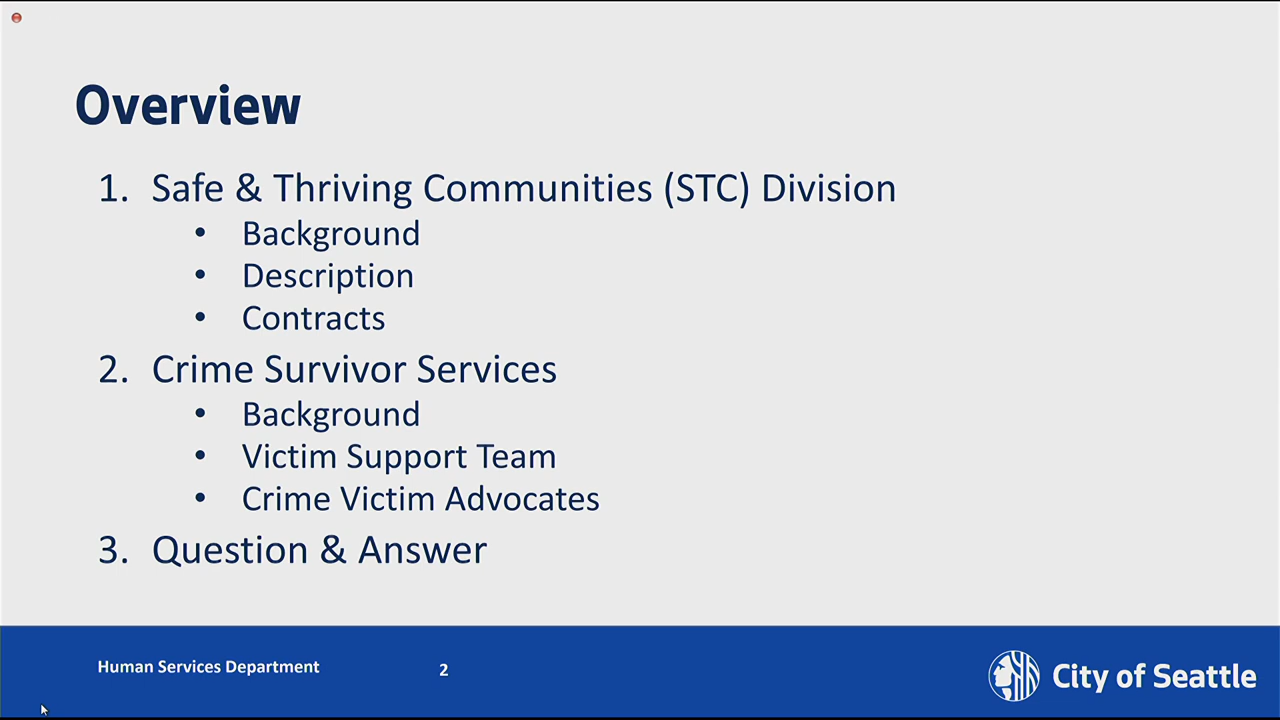 Overview
1. Safe & Thriving Communities (STC) Division
• Background
• Description
• Contracts
2. Crime Survivor Services
• Background
• Victim Support Team
• Crime Victim Advocates
3. Question & Answer
Human Services Department 2
City of Seattle